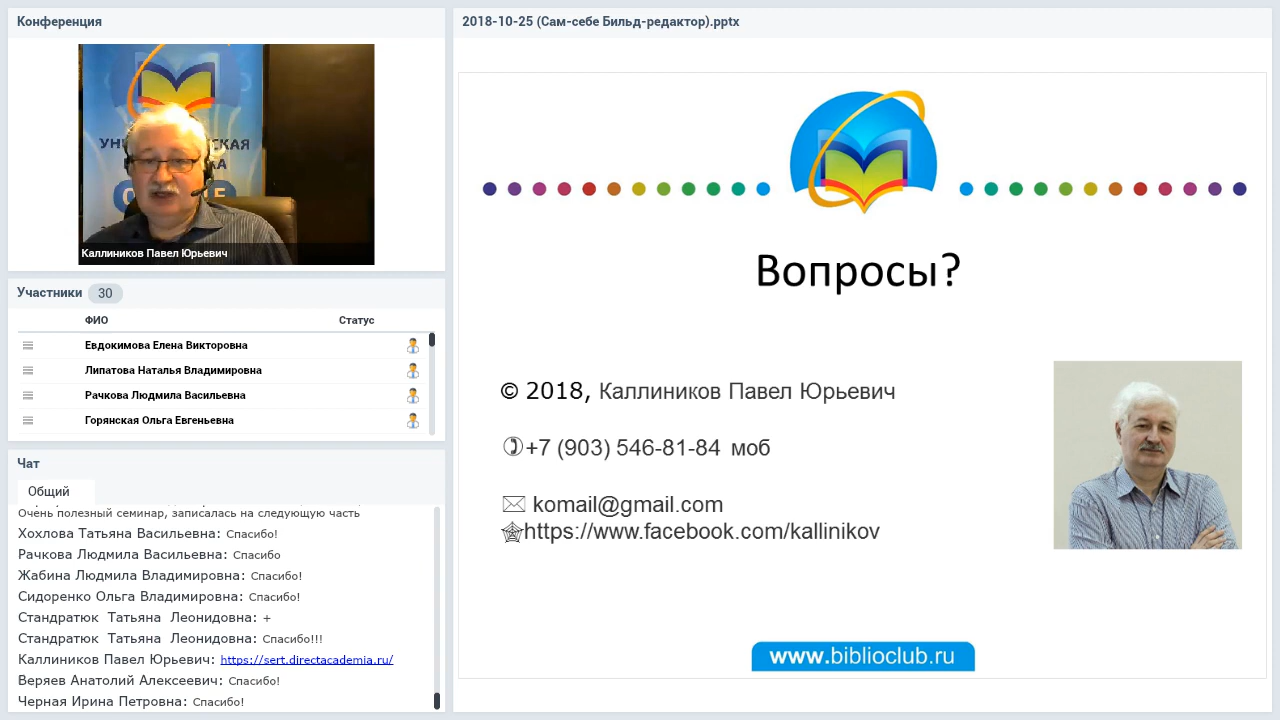 Конференция
Каллиников Павел Юрьевич
Участники 30
ФИО Статус
Евдокимова Елена Викторовна
Липатова Наталья Владимировна
Рачкова Людмила Васильевна
Горянская Ольга Евгеньевна
Чат
Общий
Очень полезный семинар, записалась на следующую часть
Хохлова Татьяна Васильевна: Спасибо!
Рачкова Людмила Васильевна: Спасибо
Жабина Людмила Владимировна: Спасибо!
Сидоренко Ольга Владимировна: Спасибо!
Стандратюк Татьяна Леонидовна: +
Стандратюк Татьяна Леонидовна: Спасибо!!!
Каллиников Павел Юрьевич: https://sert.directacademia.ru/
Веряев Анатолий Алексеевич: Спасибо!
Черная Ирина Петровна: Спасибо!
2018-10-25 (Сам-себе Бильд-редактор).pptx
Вопросы?
© 2018, Каллиников Павел Юрьевич
✆+7 (903) 546-81-84 моб
komail@gmail.com
https://www.facebook.com/kallinikov
www.biblioclub.ru